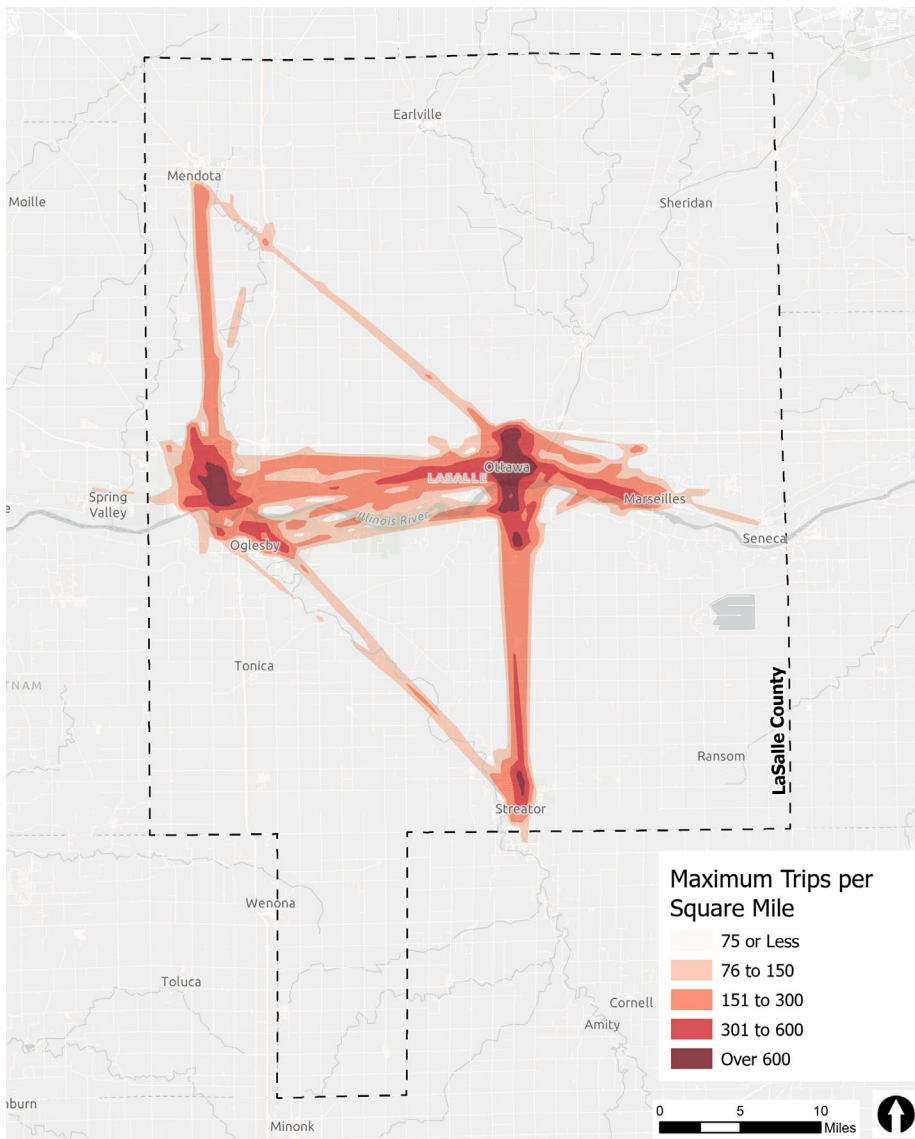 Earlville
Mendota
Moille
Sheridan
Ottawa
LASALLE
Spring
Valley
Marseilles
Illinois River
Seneca
Oglesby
Tonica
TNAM
LaSalle County
Ransom
Streator
Wenona
Toluca
Cornell
Amity
Minonk
Maximum Trips per
Square Mile
75 or Less
76 to 150
151 to 300
301 to 600
Over 600
0 5 10
Miles